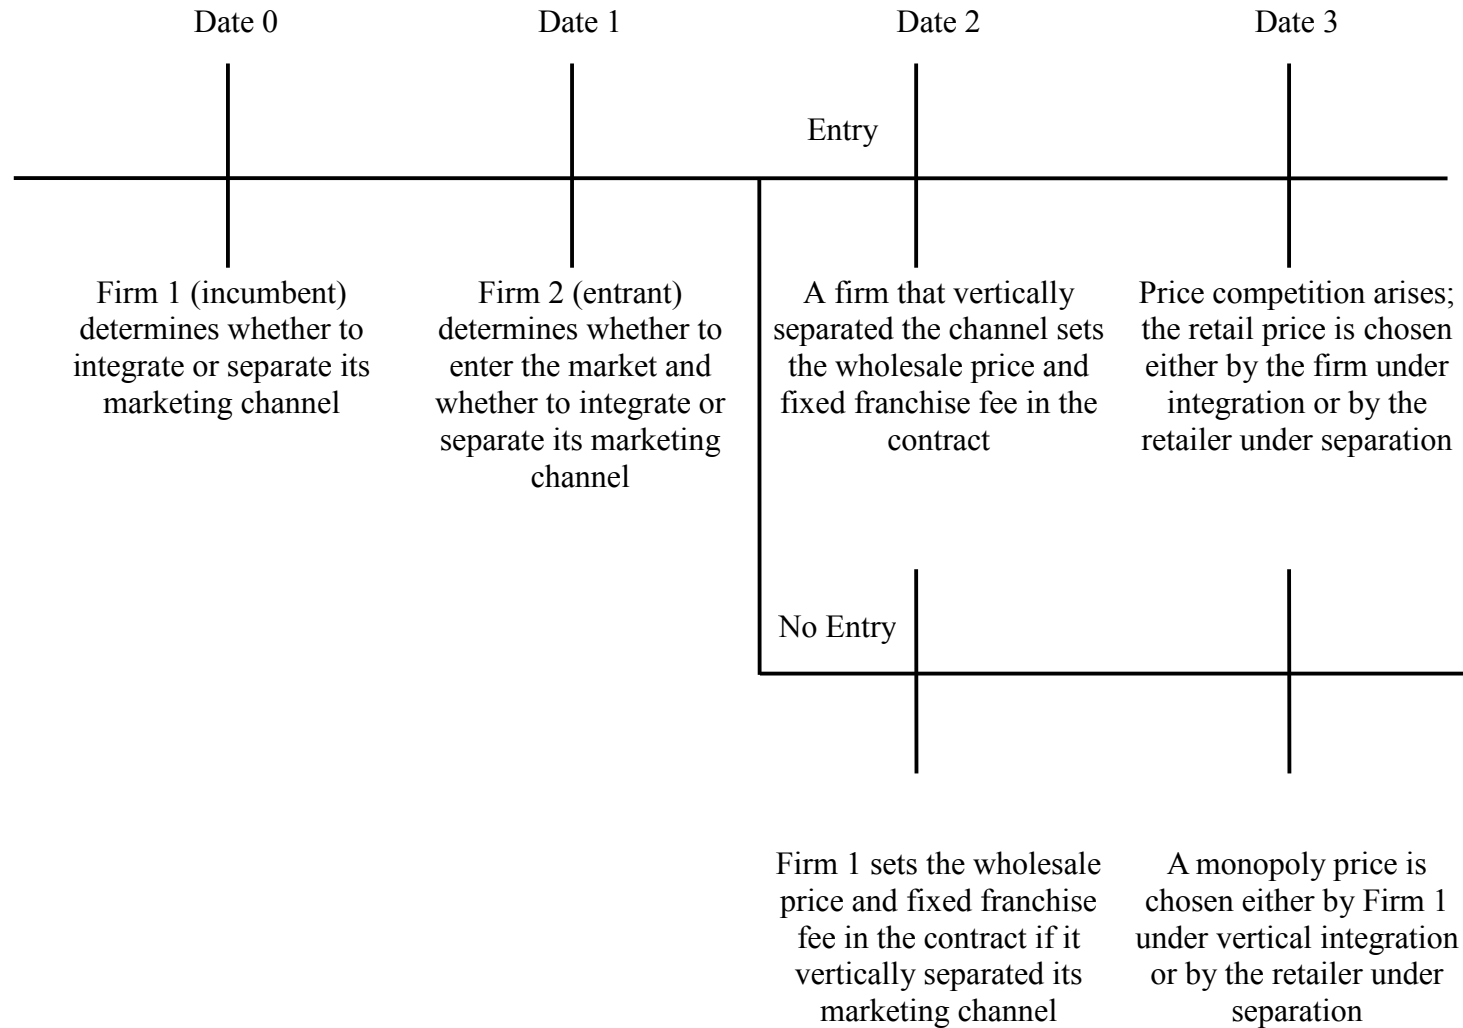 Date 0
Date 1
Date 2
Date 3
Entry
Firm 1 (incumbent)
determines whether to
integrate or separate its
marketing channel
Firm 2 (entrant)
determines whether to
enter the market and
whether to integrate or
separate its marketing
channel
A firm that vertically
separated the channel sets
the wholesale price and
fixed franchise fee in the
contract
Price competition arises;
the retail price is chosen
either by the firm under
integration or by the
retailer under separation
No Entry
Firm 1 sets the wholesale
price and fixed franchise
fee in the contract if it
vertically separated its
marketing channel
A monopoly price is
chosen either by Firm 1
under vertical integration
or by the retailer under
separation